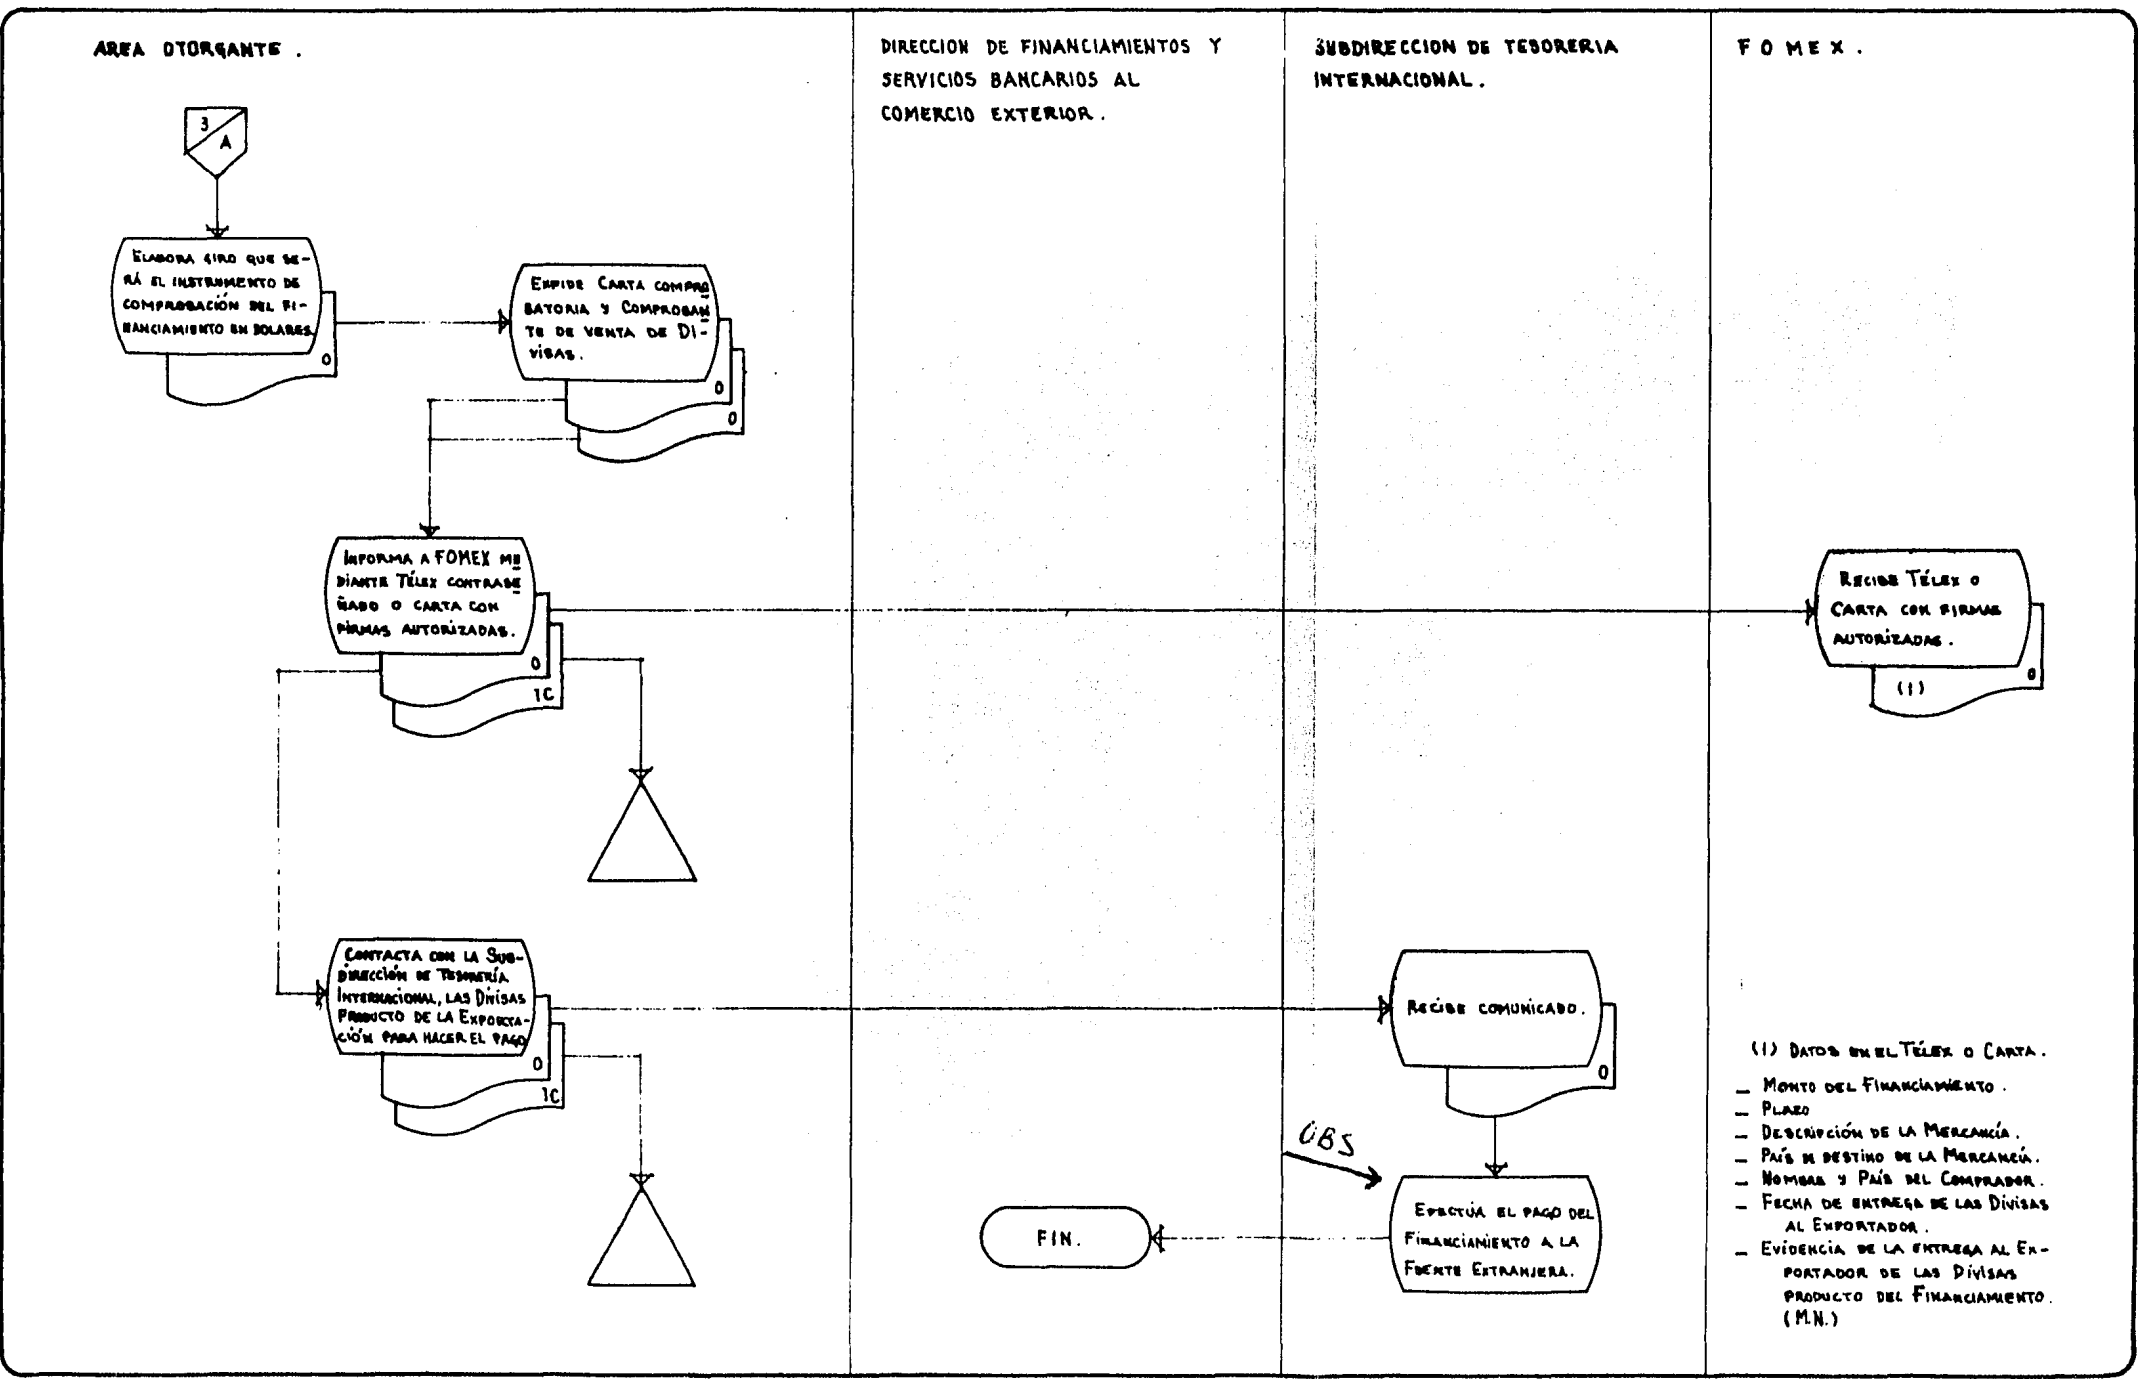 AREA OTORGANTE.
DIRECCION DE FINANCIAMIENTOS Y
SERVICIOS BANCARIOS AL
COMERCIO EXTERIOR.
SUBDIRECCION DE TESORERIA
INTERNACIONAL.
FOMEX.
3
A
ELABORA GIRO QUE SE-
RÁ EL INSTRUMENTO DE
COMPROBACIÓN DEL FI-
NANCIAMIENTO EN DOLARES
O
EXPIDE CARTA COMPRO
BATORIA Y COMPROBAN
TE DE VENTA DE DI-
VISAS.
O
O
INFORMA A FOMEX ME
DIANTE TÉLEX CONTRASE
ÑADO O CARTA CON
FIRMAS AUTORIZADAS.
O
1C
RECIBE TÉLEX O
CARTA CON FIRMAS
AUTORIZADAS.
(1)
O
CONTACTA CON LA SUB-
DIRECCIÓN DE TESORERÍA
INTERNACIONAL, LAS DIVISAS
PRODUCTO DE LA EXPORTA-
CIÓN PARA HACER EL PAGO
O
1C
RECIBE COMUNICADO.
O
OBS
EFECTÚA EL PAGO DEL
FINANCIAMIENTO A LA
FUENTE EXTRANJERA.
FIN.
(1) DATOS EN EL TÉLEX O CARTA.
- MONTO DEL FINANCIAMIENTO.
- PLAZO
- DESCRIPCIÓN DE LA MERCANCÍA.
- PAÍS DE DESTINO DE LA MERCANCÍA.
- NOMBRE Y PAÍS DEL COMPRADOR.
- FECHA DE ENTREGA DE LAS DIVISAS
AL EXPORTADOR.
- EVIDENCIA DE LA ENTREGA AL EX-
PORTADOR DE LAS DIVISAS
PRODUCTO DEL FINANCIAMIENTO.
(M.N.)